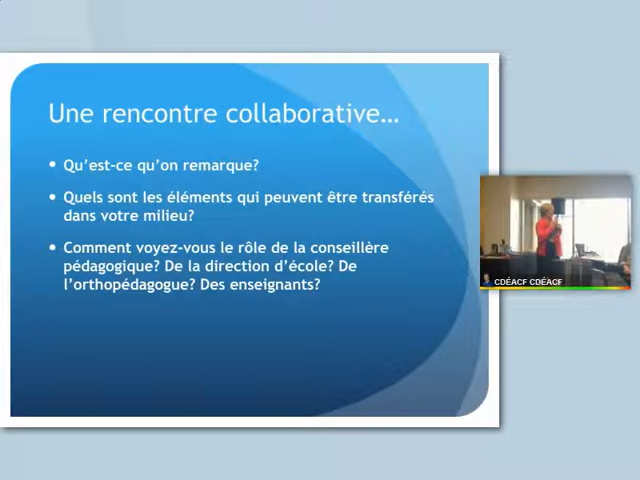 Une rencontre collaborative...
• Qu'est-ce qu'on remarque?
• Quels sont les éléments qui peuvent être transférés
dans votre milieu?
• Comment voyez-vous le rôle de la conseillère
pédagogique? De la direction d'école? De
l'orthopédagogue? Des enseignants?
CDÉACF CDÉACF